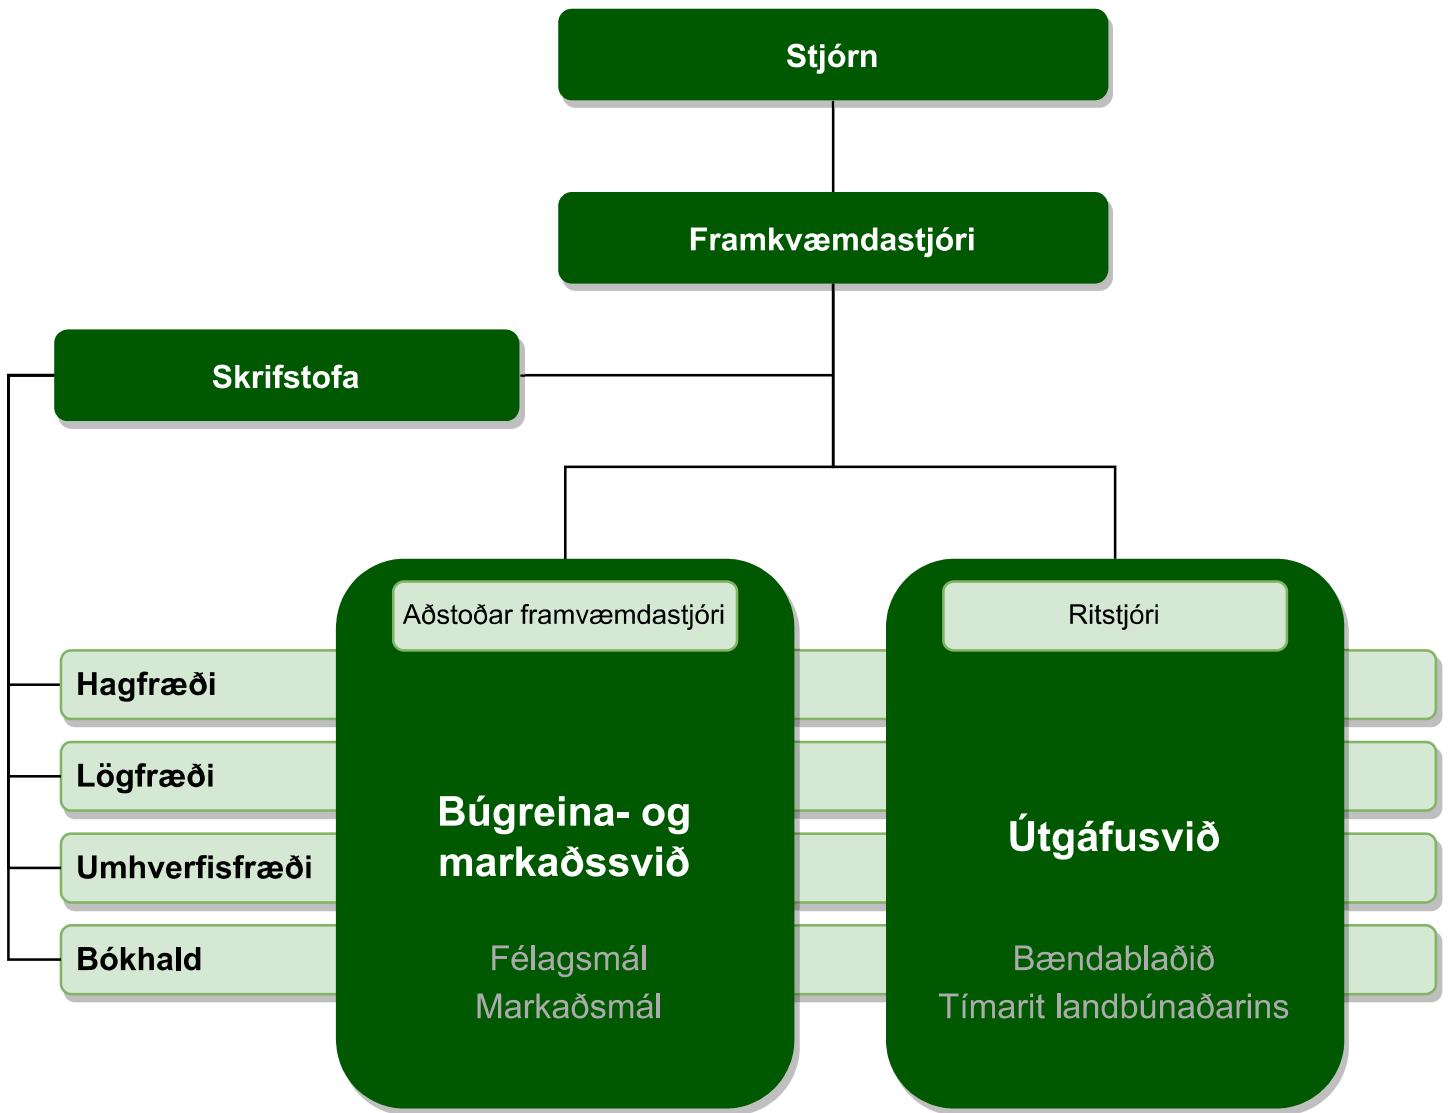 Stjórn
Framkvæmdastjóri
Skrifstofa
Aðstoðar framvæmdastjóri
Ritstjóri
Hagfræði
Lögfræði
Umhverfisfræði
Bókhald
Búgreina- og
markaðssvið
Félagsmál
Markaðsmál
Útgáfusvið
Bændablaðið
Tímarit landbúnaðarins